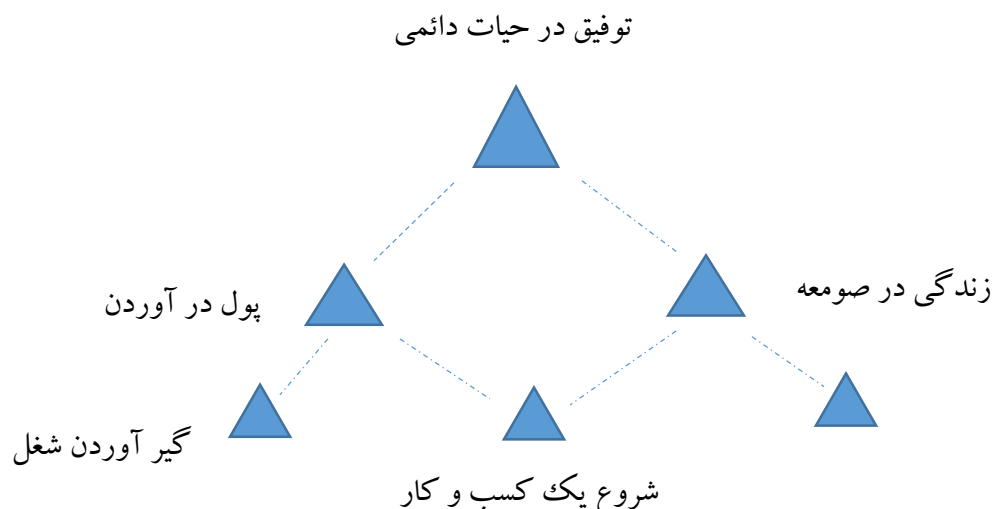 توفیق در حیات دائمی
زندگی در صومعه
پول در آوردن
گیر آوردن شغل
شروع یک کسب و کار